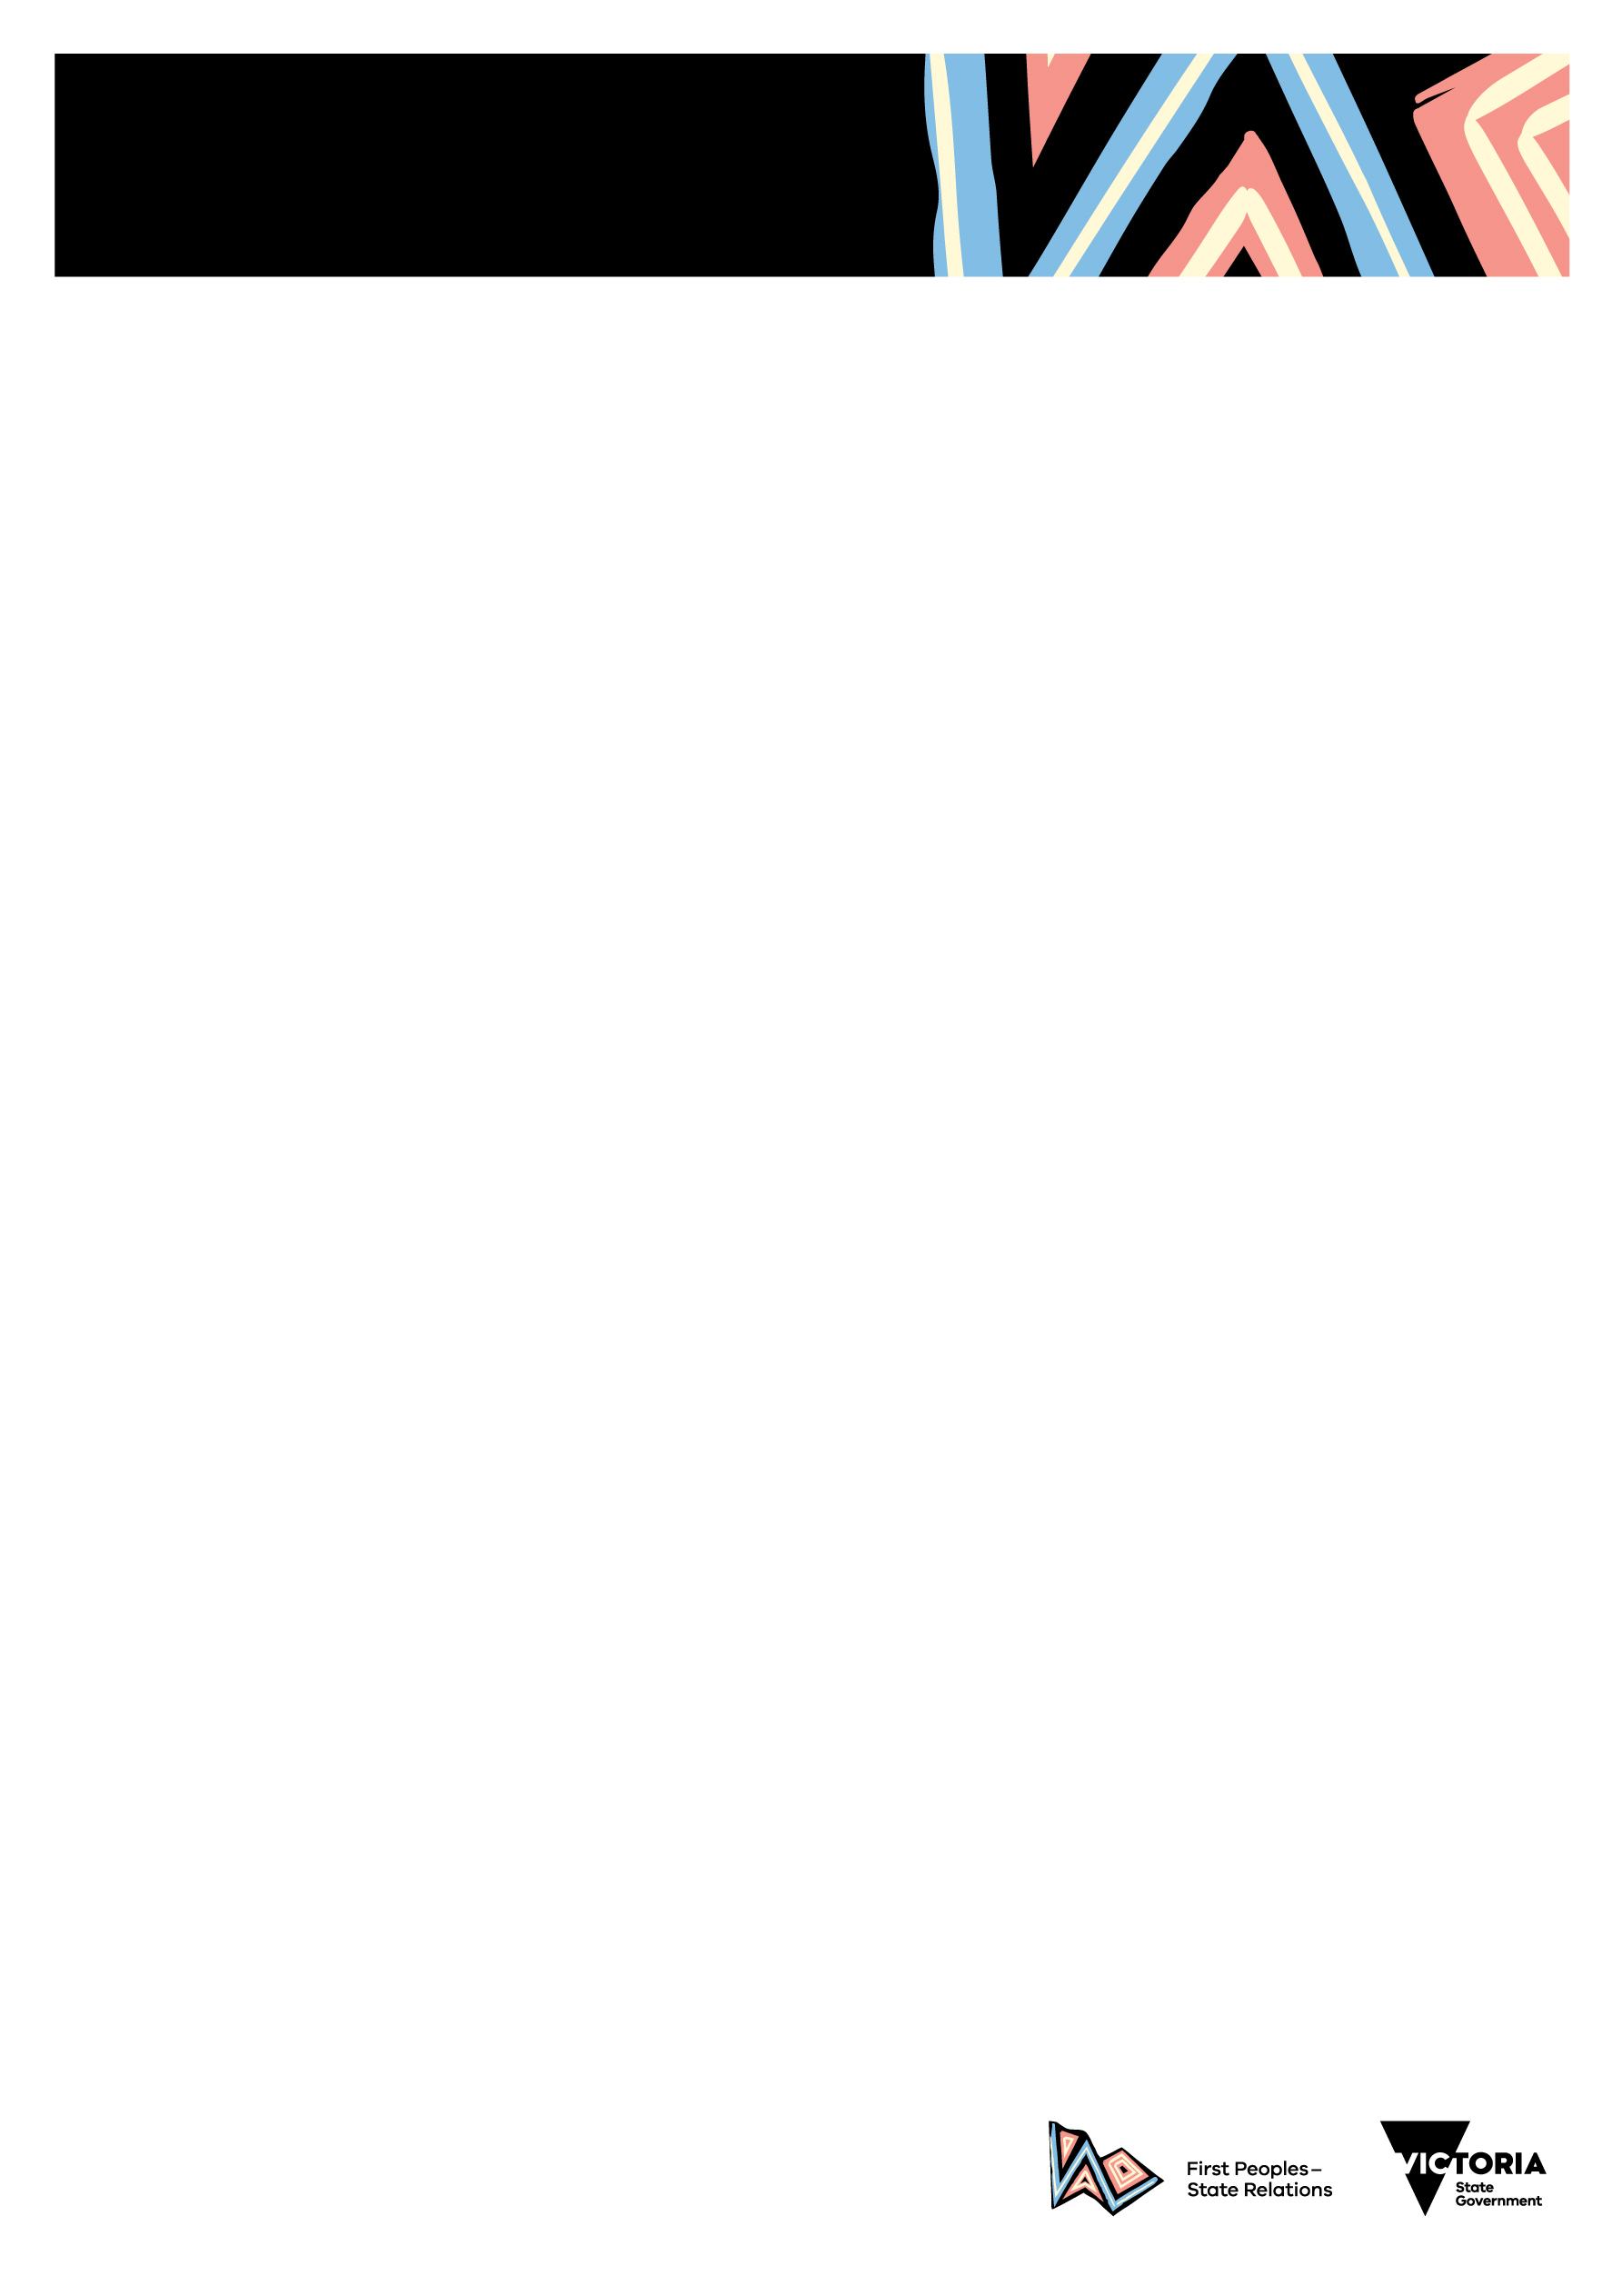 First Peoples–
State Relations
VICTORIA
State
Government